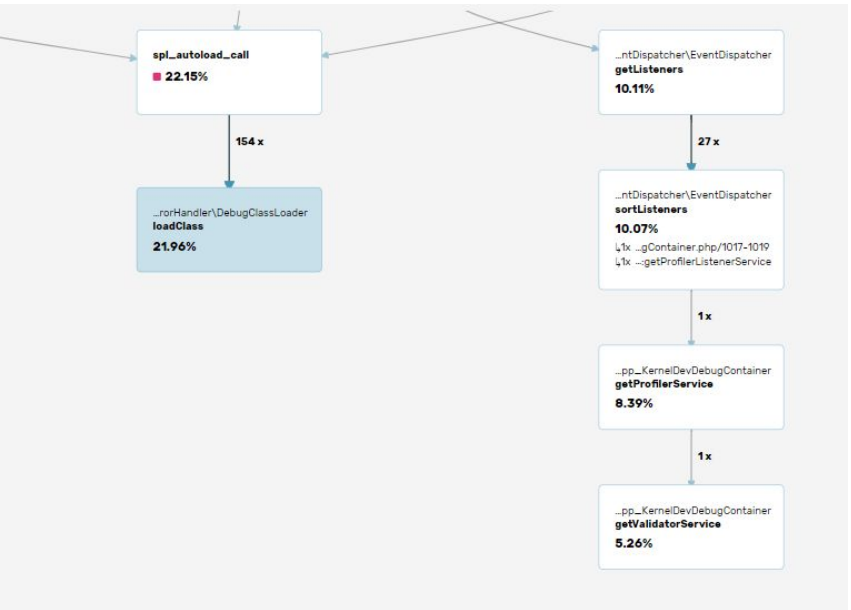 spl_autoload_call
22.15%
154 x
...rorHandler\DebugClassLoader
loadClass
21.96%
...ntDispatcher\EventDispatcher
getListeners
10.11%
27 x
...ntDispatcher\EventDispatcher
sortListeners
10.07%
↳1x ...gContainer.php/1017-1019
↳1x ...:getProfilerListenerService
1 x
...pp_KernelDevDebugContainer
getProfilerService
8.39%
1 x
...pp_KernelDevDebugContainer
getValidatorService
5.26%